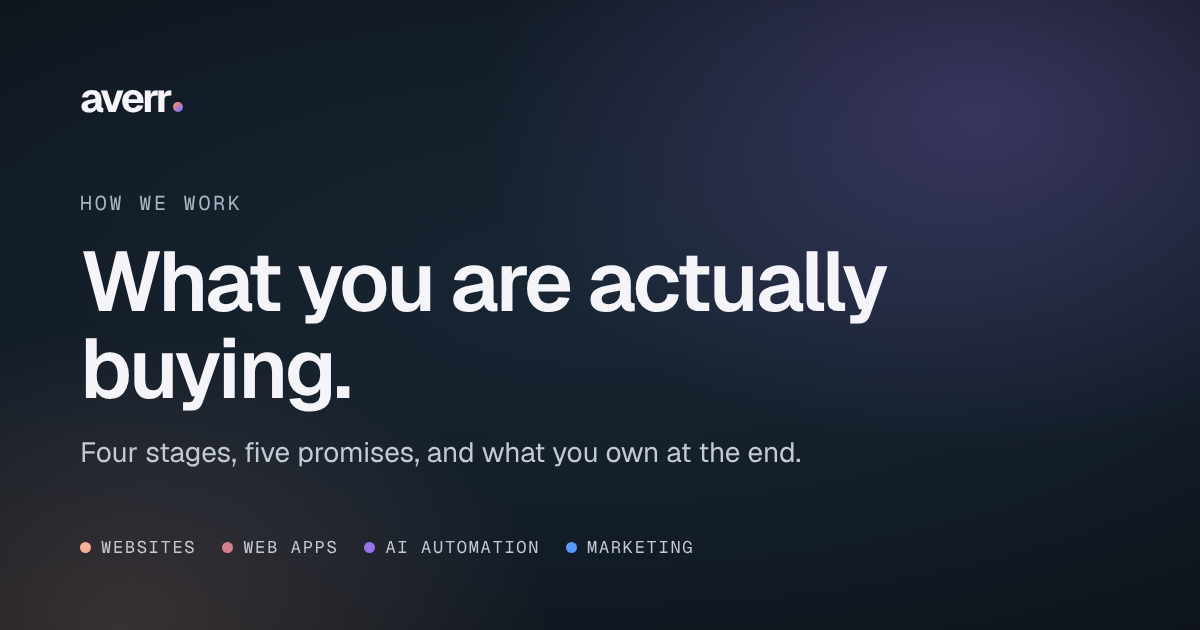 averr.
HOW WE WORK
What you are actually
buying.
Four stages, five promises, and what you own at the end.
WEBSITES WEB APPS AI AUTOMATION MARKETING